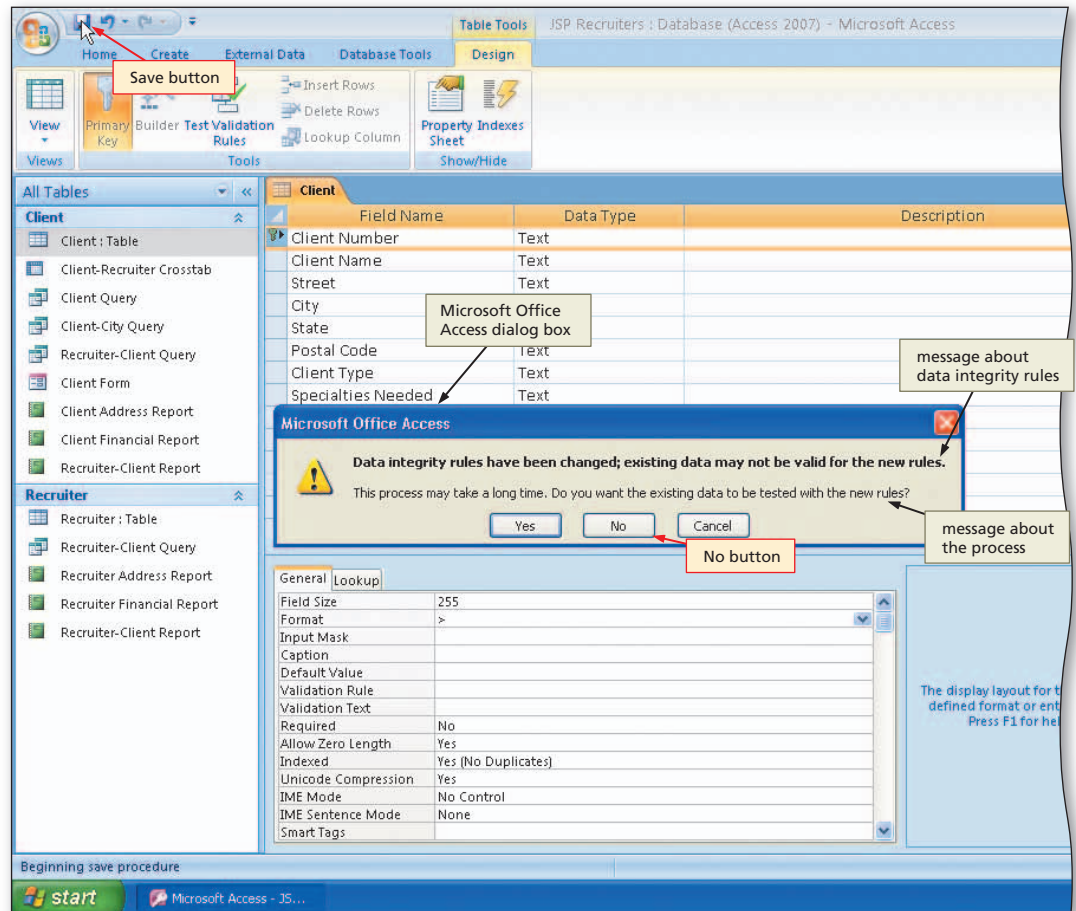 Table Tools
JSP Recruiters : Database (Access 2007) - Microsoft Access
Home Create External Data Database Tools Design
Save button
View
Views
Primary Key
Builder
Test Validation Rules
Insert Rows
Delete Rows
Lookup Column
Tools
Property Sheet
Indexes
Show/Hide
All Tables
Client
Client : Table
Client-Recruiter Crosstab
Client Query
Client-City Query
Recruiter-Client Query
Client Form
Client Address Report
Client Financial Report
Recruiter-Client Report
Recruiter
Recruiter : Table
Recruiter-Client Query
Recruiter Address Report
Recruiter Financial Report
Recruiter-Client Report
Client
Field Name Data Type Description
Client Number Text
Client Name Text
Street Text
City
State
Postal Code Text
Client Type Text
Specialties Needed Text
Microsoft Office
Access dialog box
message about
data integrity rules
Microsoft Office Access
Data integrity rules have been changed; existing data may not be valid for the new rules.
This process may take a long time. Do you want the existing data to be tested with the new rules?
Yes No Cancel
No button
message about
the process
General Lookup
Field Size 255
Format >
Input Mask
Caption
Default Value
Validation Rule
Validation Text
Required No
Allow Zero Length Yes
Indexed Yes (No Duplicates)
Unicode Compression Yes
IME Mode No Control
IME Sentence Mode None
Smart Tags
The display layout for
defined format or
Press F1 for
Beginning save procedure
start
Microsoft Access - JS...